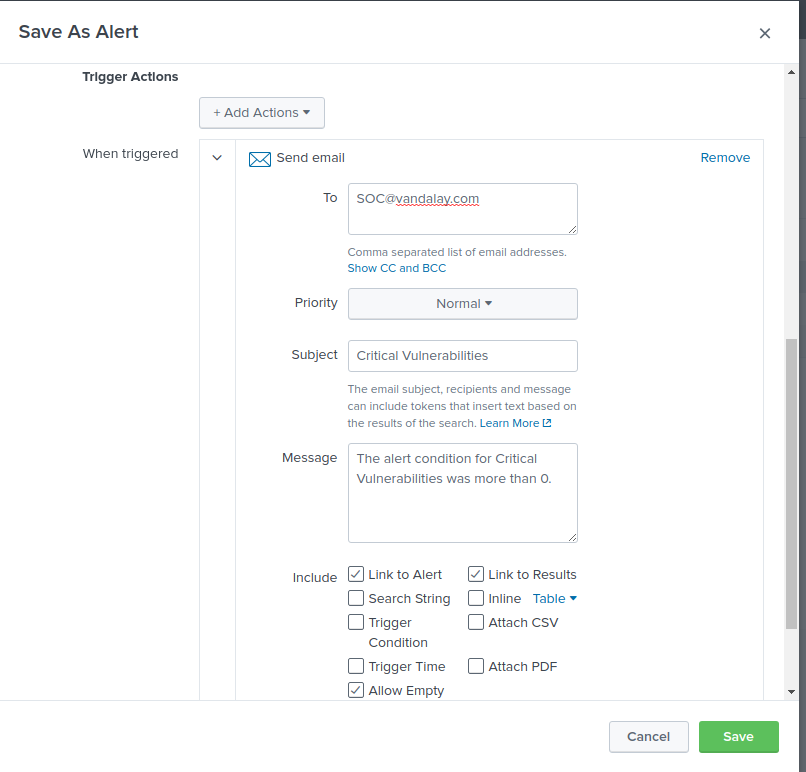 Save As Alert
Trigger Actions
+ Add Actions
When triggered
Send email
Remove
To
SOC@vandalay.com
Comma separated list of email addresses.
Show CC and BCC
Priority
Normal
Subject
Critical Vulnerabilities
The email subject, recipients and message
can include tokens that insert text based on
the results of the search. Learn More
Message
The alert condition for Critical
Vulnerabilities was more than 0.
Include
Link to Alert
Link to Results
Search String
Inline Table
Trigger
Condition
Attach CSV
Trigger Time
Attach PDF
Allow Empty
Cancel
Save